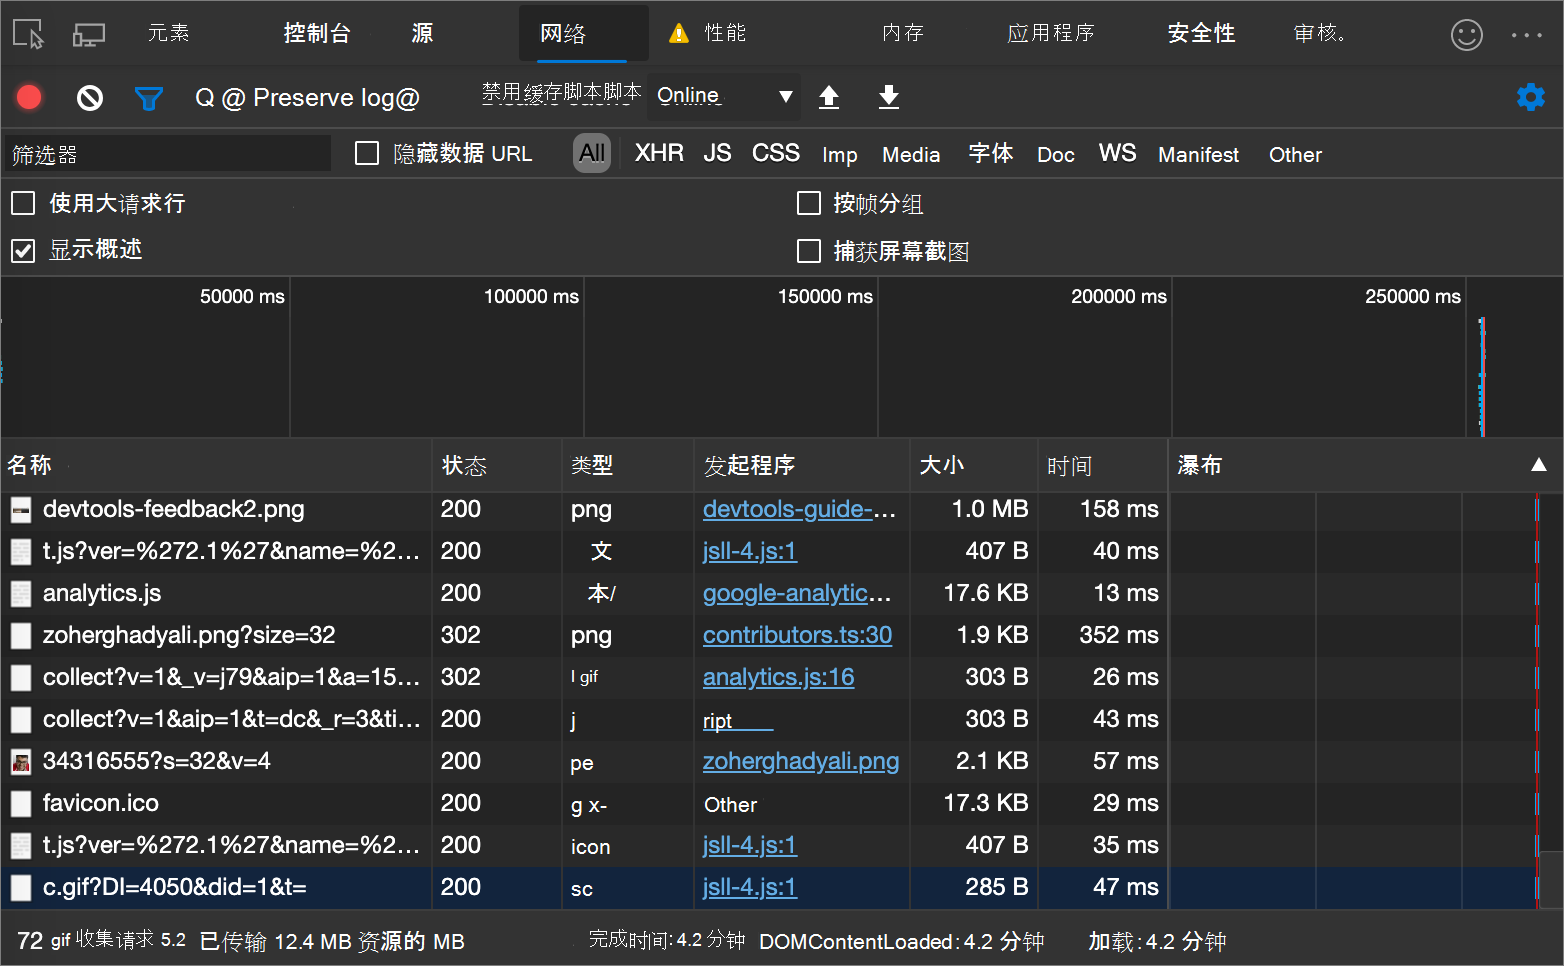 元素 控制台 源 网络 性能 内存 应用程序 安全性 审核。
Q @ Preserve log@ 禁用缓存脚本脚本 Online
筛选器 隐藏数据 URL All XHR JS CSS Imp Media 字体 Doc WS Manifest Other
使用大请求行 按帧分组
显示概述 捕获屏幕截图
50000 ms 100000 ms 150000 ms 200000 ms 250000 ms
名称 状态 类型 发起程序 大小 时间 瀑布
devtools-feedback2.png 200 png devtools-guide-... 1.0 MB 158 ms
t.js?ver=%272.1%27&name=%2... 200 文 jsll-4.js:1 407 B 40 ms
analytics.js 200 本/ google-analytic... 17.6 KB 13 ms
zoherghadyali.png?size=32 302 png contributors.ts:30 1.9 KB 352 ms
collect?v=1&_v=j79&aip=1&a=15... 302 l gif analytics.js:16 303 B 26 ms
collect?v=1&aip=1&t=dc&_r=3&ti... 200 j ript 303 B 43 ms
34316555?s=32&v=4 200 pe zoherghadyali.png 2.1 KB 57 ms
favicon.ico 200 g x- Other 17.3 KB 29 ms
t.js?ver=%272.1%27&name=%2... 200 icon jsll-4.js:1 407 B 35 ms
c.gif?DI=4050&did=1&t= 200 sc jsll-4.js:1 285 B 47 ms
72 gif 收集请求 5.2 已传输 12.4 MB 资源的 MB 完成时间: 4.2 分钟 DOMContentLoaded: 4.2 分钟 加载: 4.2 分钟